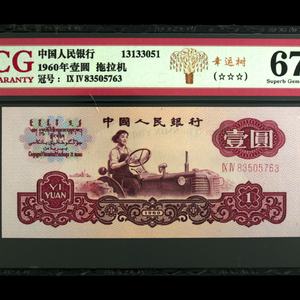 CG
WARRANTY
中国人民银行 13133051
1960年壹圓 拖拉机
冠号： IX IV 83505763
幸运树
(☆☆☆)
67
Superb Gem
中国人民银行
壹圓
IX IV 83505763
YI
YUAN
1960
1